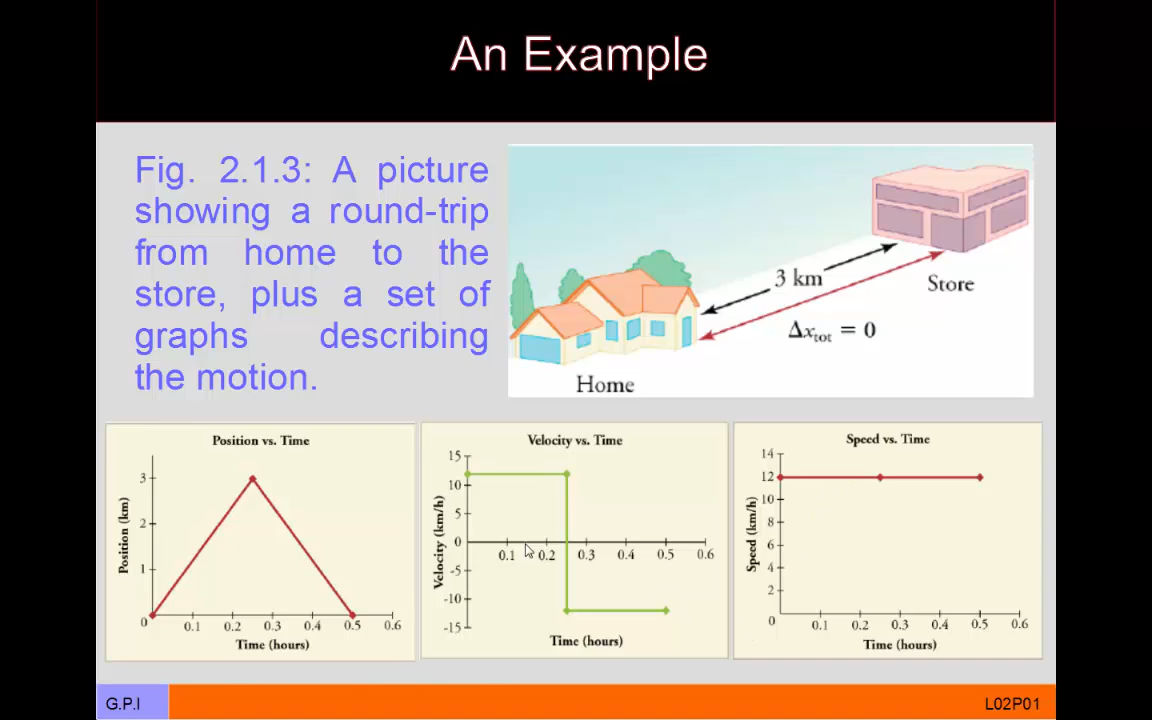 An Example
Fig. 2.1.3: A picture
showing a round-trip
from home to the
store, plus a set of
graphs describing
the motion.
3 km
Store
Δxtot = 0
Home
Position vs. Time
Position (km)
3
2
1
0
0.1 0.2 0.3 0.4 0.5 0.6
Time (hours)
Velocity vs. Time
Velocity (km/h)
15
10
5
0
0.1 0.2 0.3 0.4 0.5 0.6
-5
-10
-15
Time (hours)
Speed vs. Time
Speed (km/h)
14
12
10
8
6
4
2
0
0.1 0.2 0.3 0.4 0.5 0.6
Time (hours)
G.P.I
L02P01